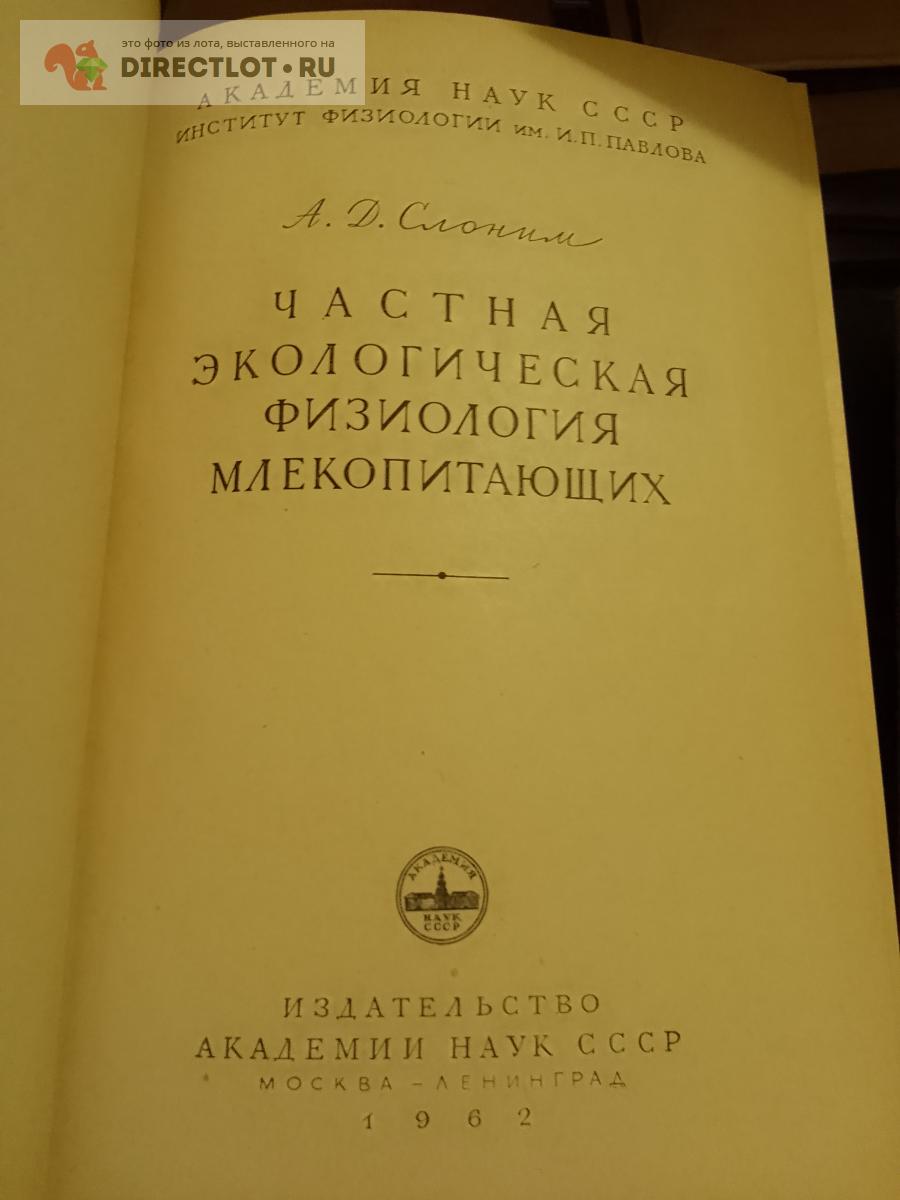 это фото из лота, выставленного на
DIRECTLOT•RU
АКАДЕМИЯ НАУК СССР
ИНСТИТУТ ФИЗИОЛОГИИ им. И. П. ПАВЛОВА
А. Д. Слоним
ЧАСТНАЯ
ЭКОЛОГИЧЕСКАЯ
ФИЗИОЛОГИЯ
МЛЕКОПИТАЮЩИХ
АКАДЕМИЯ
НАУК
СССР
ИЗДАТЕЛЬСТВО
АКАДЕМИИ НАУК СССР
МОСКВА – ЛЕНИНГРАД
1962